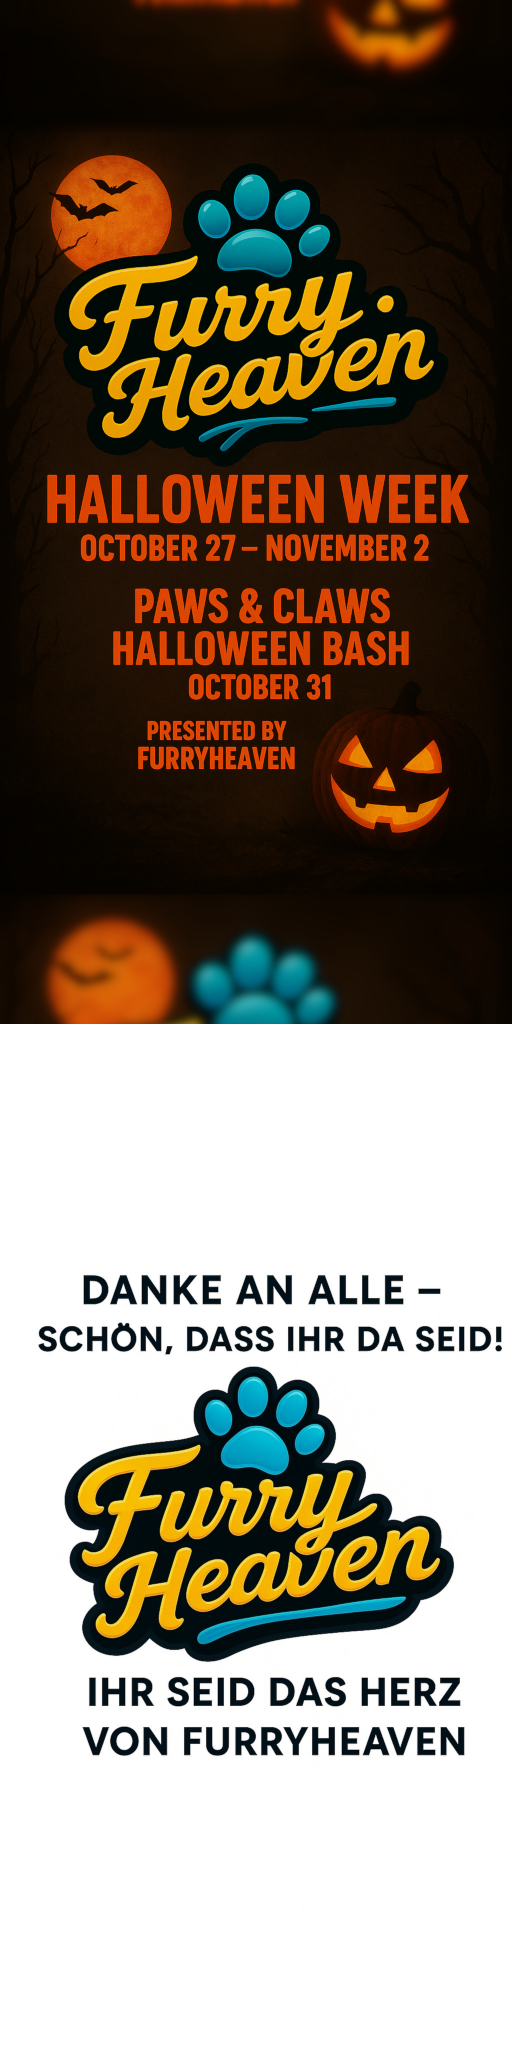 Furry
Heaven
HALLOWEEN WEEK
OCTOBER 27 – NOVEMBER 2
PAWS & CLAWS
HALLOWEEN BASH
OCTOBER 31
PRESENTED BY
FURRYHEAVEN
DANKE AN ALLE –
SCHÖN, DASS IHR DA SEID!
Furry
Heaven
IHR SEID DAS HERZ
VON FURRYHEAVEN